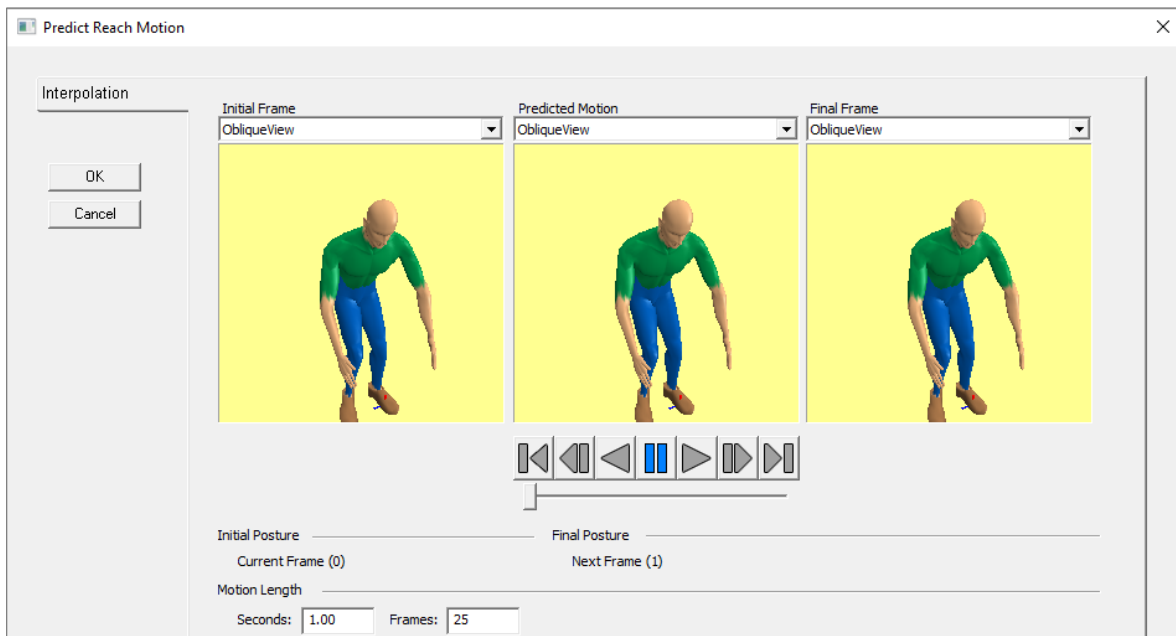 Predict Reach Motion
Interpolation
OK
Cancel
Initial Frame Predicted Motion Final Frame
ObliqueView ObliqueView ObliqueView
Initial Posture Final Posture
Current Frame (0) Next Frame (1)
Motion Length
Seconds: 1.00 Frames: 25